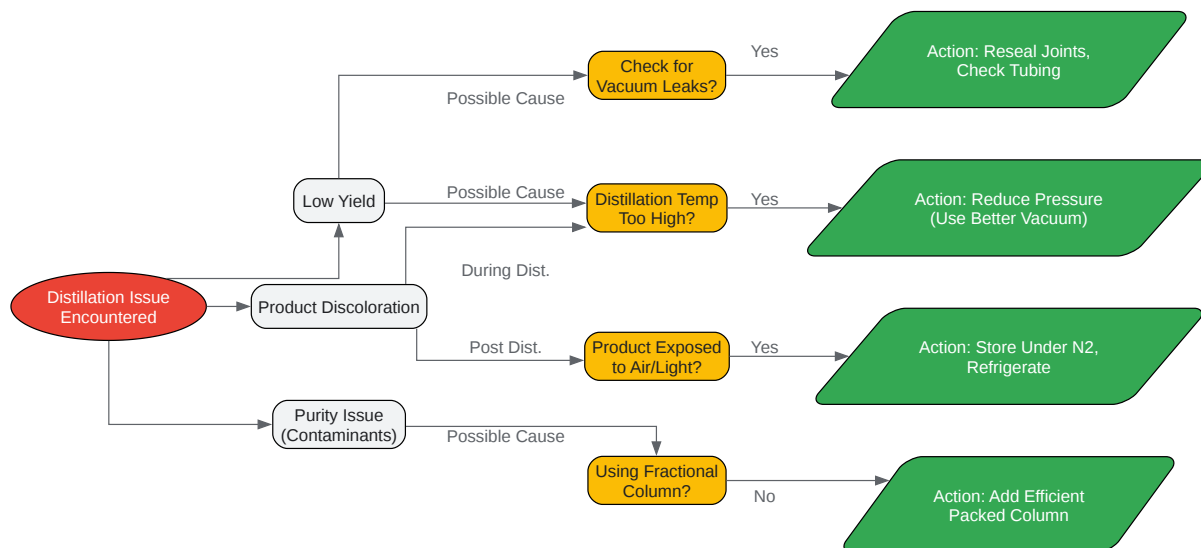 Check for
Vacuum Leaks?
Yes
Action: Reseal Joints,
Check Tubing
Possible Cause
Low Yield
Possible Cause
Distillation Temp
Too High?
Yes
Action: Reduce Pressure
(Use Better Vacuum)
During Dist.
Distillation Issue
Encountered
Product Discoloration
Post Dist.
Product Exposed
to Air/Light?
Yes
Action: Store Under N2,
Refrigerate
Purity Issue
(Contaminants)
Possible Cause
Using Fractional
Column?
No
Action: Add Efficient
Packed Column